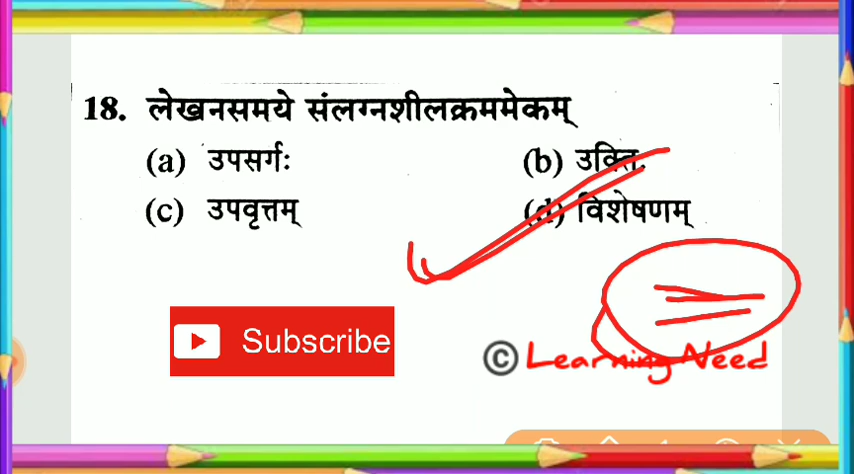 18. लेखनसमये संलग्नशीलक्रममेकम्
(a) उपसर्गः (b) उक्तिः
(c) उपवृत्तम् (d) विशेषणम्
Subscribe
© Learning Need